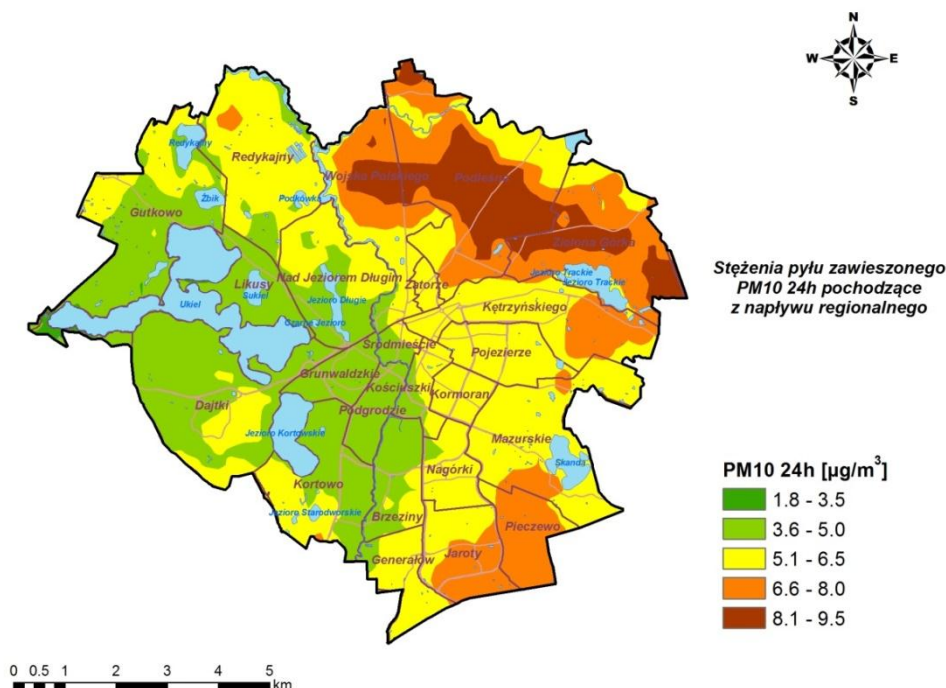 N
W E
S
Redykajny
Redykajny
Wojska Polskiego
Podleśna
Żbik
Podkówka
Gutkowo
Zielona Górka
Nad Jeziorem Długim
Jezioro Trackie
Jezioro Trackie
Likusy
Sukiel
Zatorze
Ukiel
Jezioro Długie
Kętrzyńskiego
Czarne Jezioro
Śródmieście
Pojezierze
Grunwaldzkie
Kościuszki
Kormoran
Dajtki
Podgrodzie
Jezioro Kortowskie
Mazurskie
Skanda
Nagórki
Kortowo
Jezioro Starodworskie
Brzeziny
Pieczewo
Generałów
Jaroty
Stężenia pyłu zawieszonego
PM10 24h pochodzące
z napływu regionalnego
PM10 24h [µg/m³]
1.8 - 3.5
3.6 - 5.0
5.1 - 6.5
6.6 - 8.0
8.1 - 9.5
0 0.5 1 2 3 4 5
km